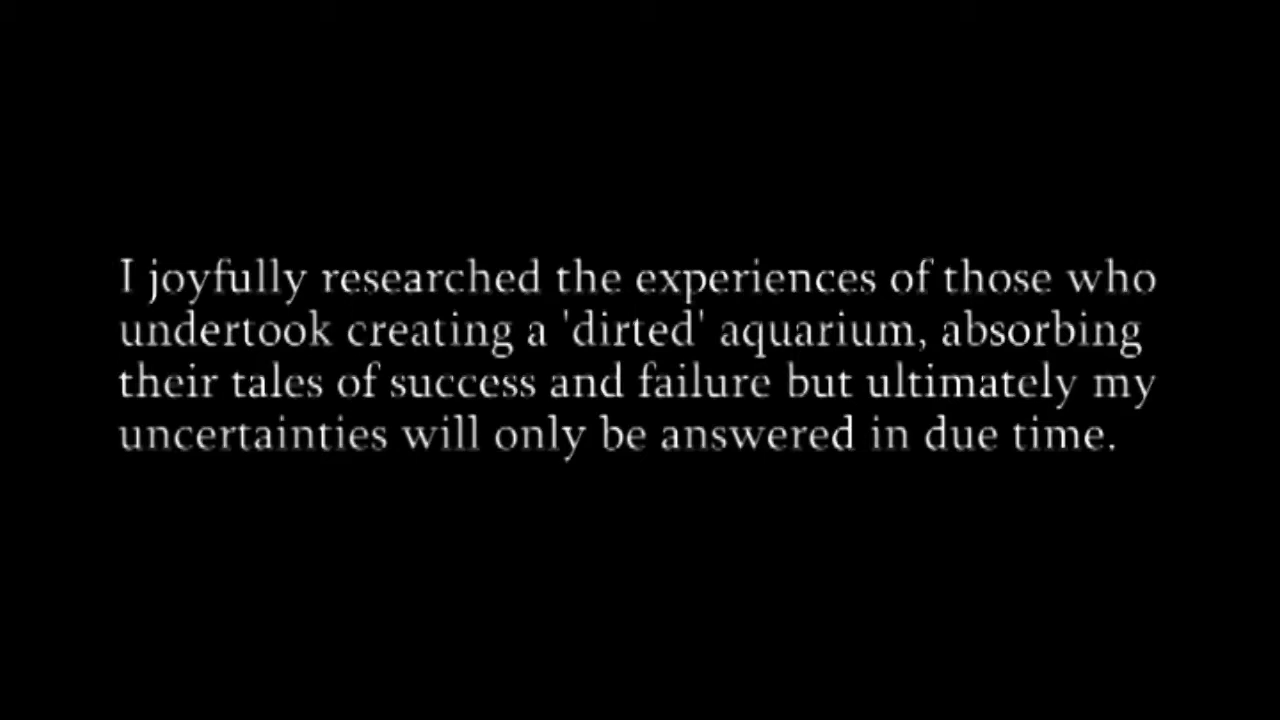 I joyfully researched the experiences of those who
undertook creating a 'dirted' aquarium, absorbing
their tales of success and failure but ultimately my
uncertainties will only be answered in due time.